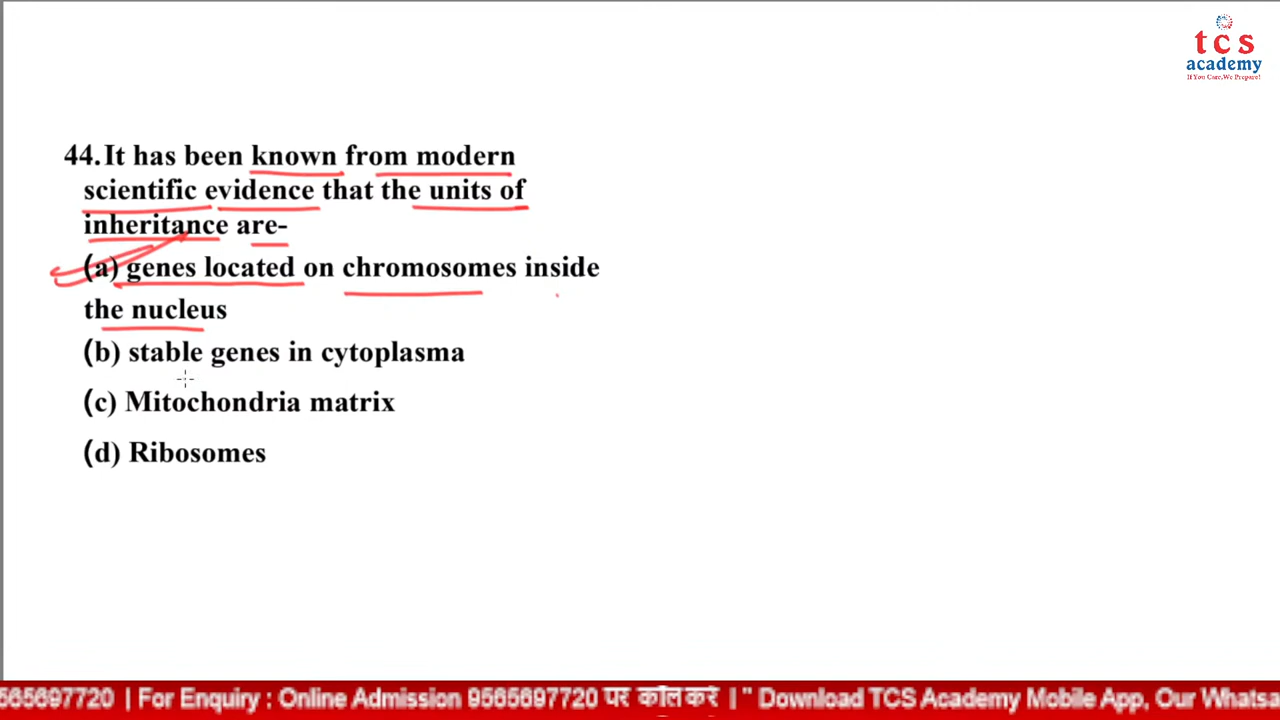 tcs
academy
If You Care,We Prepare!
44.It has been known from modern
scientific evidence that the units of
inheritance are-
(a) genes located on chromosomes inside
the nucleus
(b) stable genes in cytoplasma
(c) Mitochondria matrix
(d) Ribosomes
565697720 | For Enquiry : Online Admission 9565697720 पर कॉल करें | " Download TCS Academy Mobile App, Our Whatsa